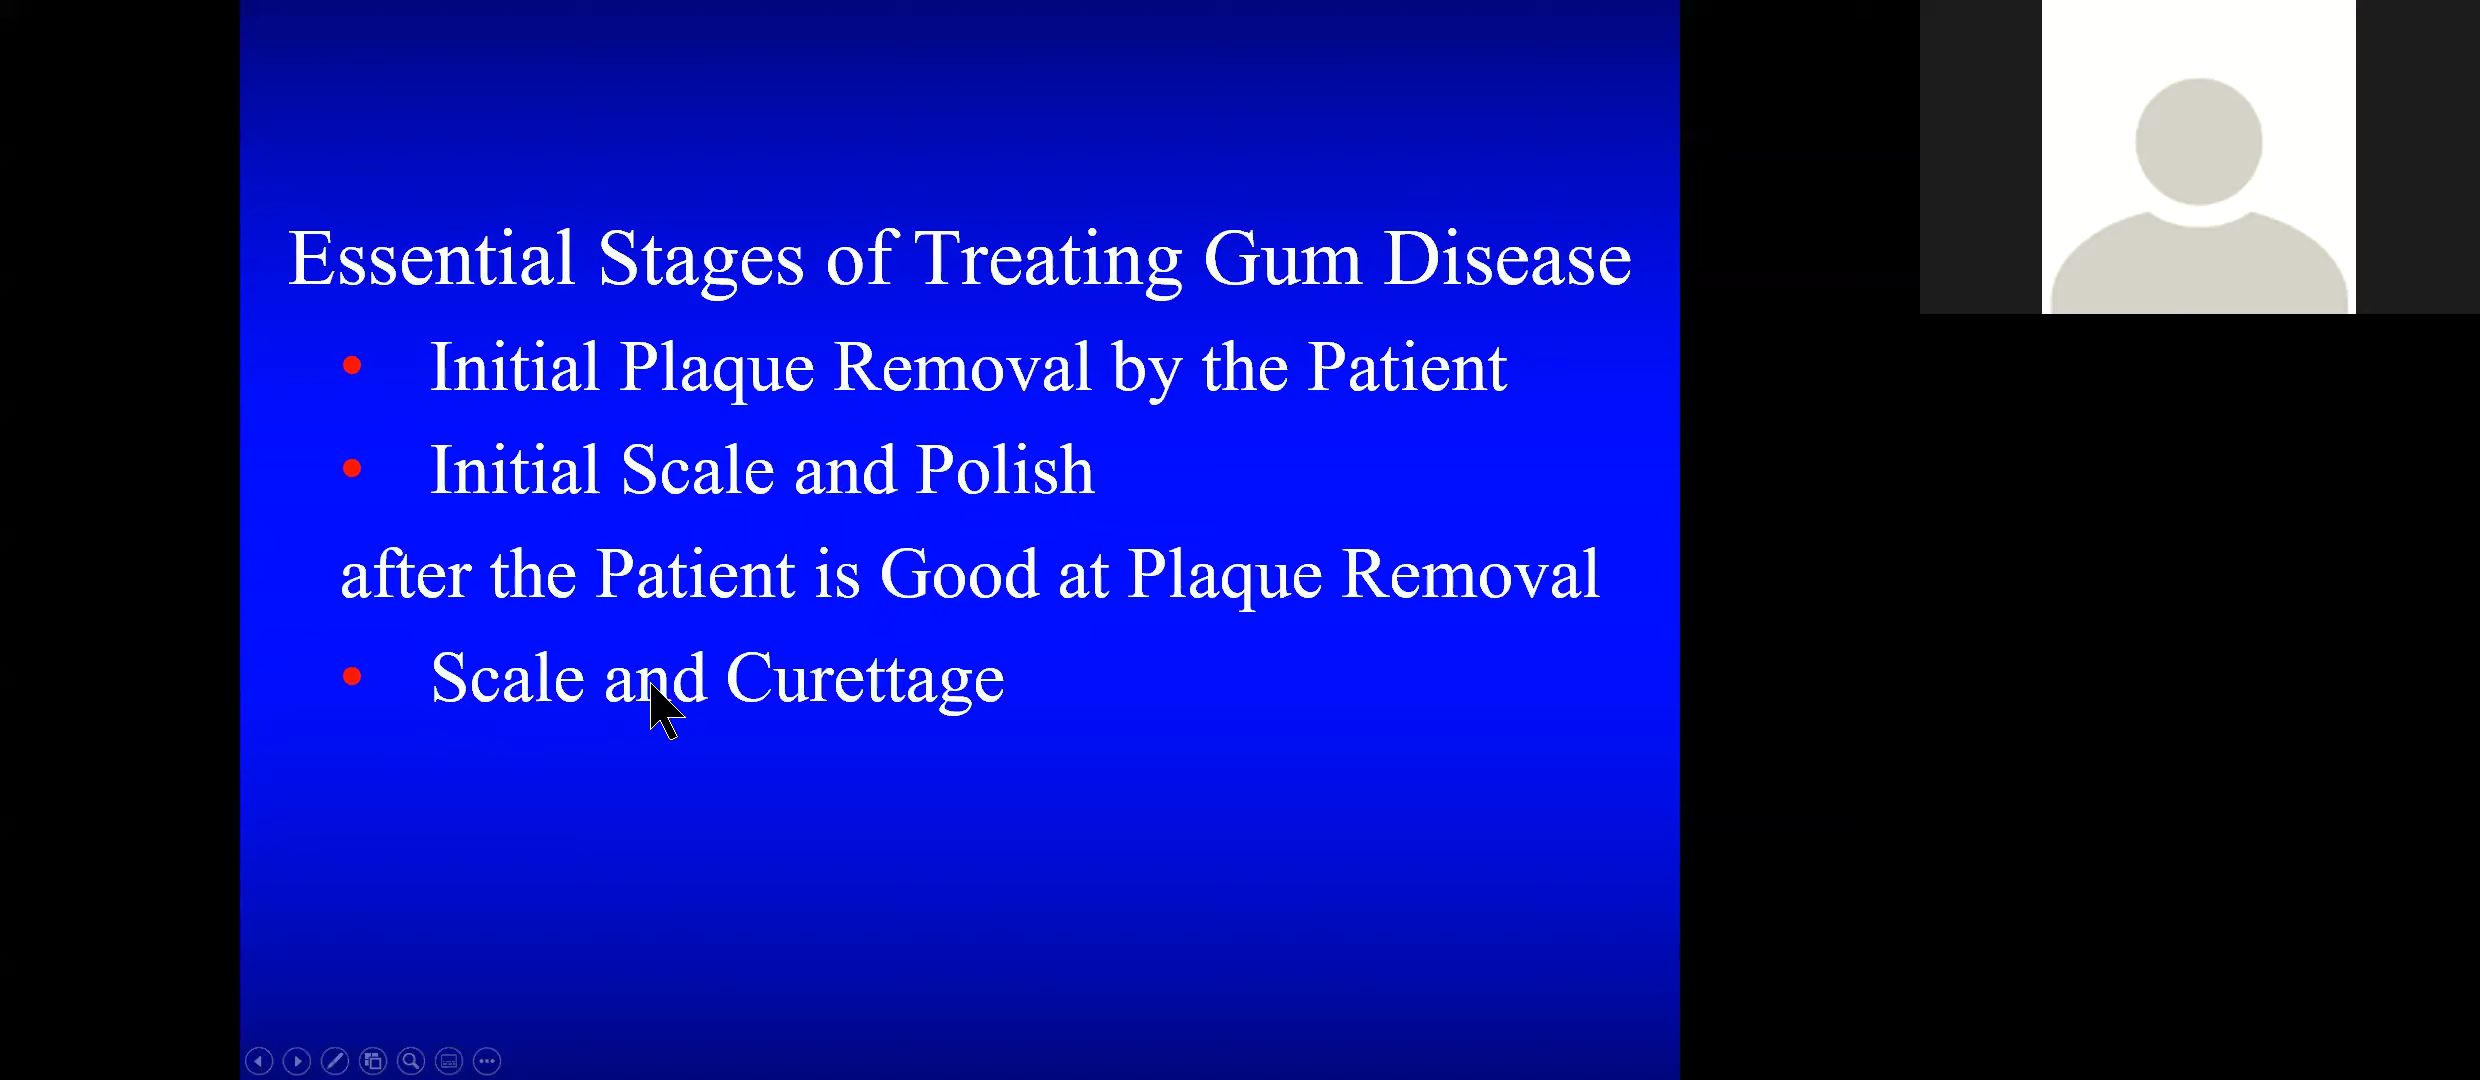 Essential Stages of Treating Gum Disease
• Initial Plaque Removal by the Patient
• Initial Scale and Polish
after the Patient is Good at Plaque Removal
• Scale and Curettage